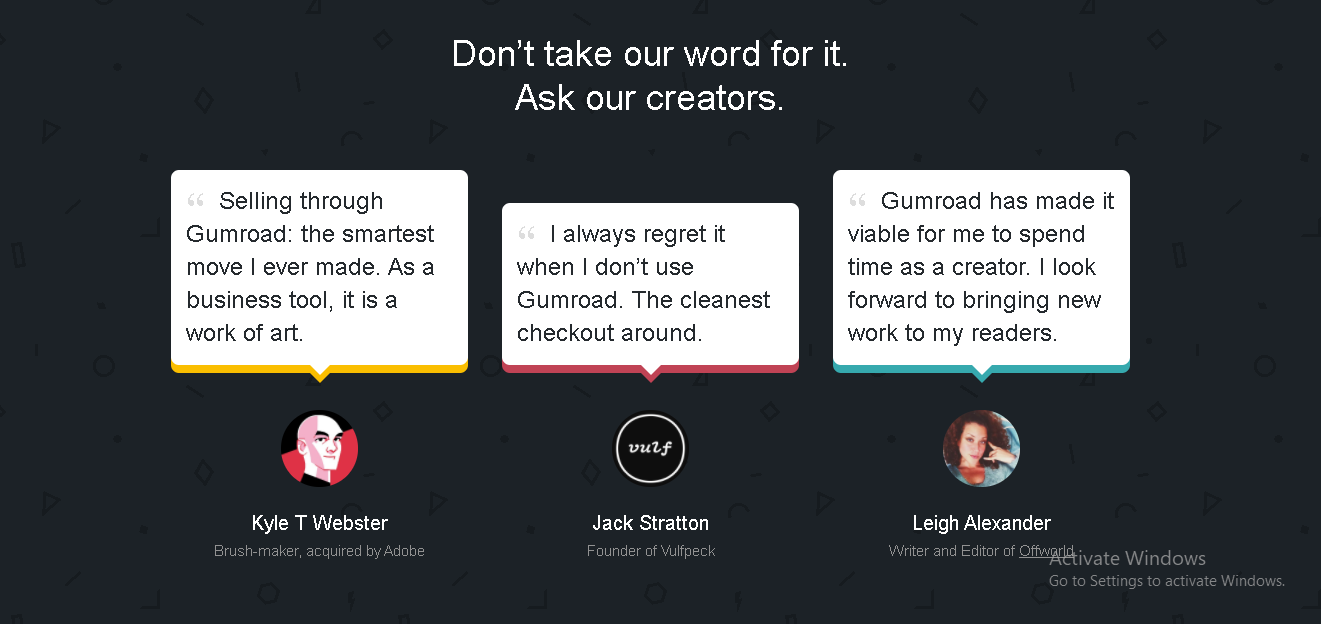 Don’t take our word for it.
Ask our creators.
“ Selling through
Gumroad: the smartest
move I ever made. As a
business tool, it is a
work of art.
“ I always regret it
when I don’t use
Gumroad. The cleanest
checkout around.
“ Gumroad has made it
viable for me to spend
time as a creator. I look
forward to bringing new
work to my readers.
vulf
Kyle T Webster
Brush-maker, acquired by Adobe
Jack Stratton
Founder of Vulfpeck
Leigh Alexander
Writer and Editor of Offworld
Activate Windows
Go to Settings to activate Windows.